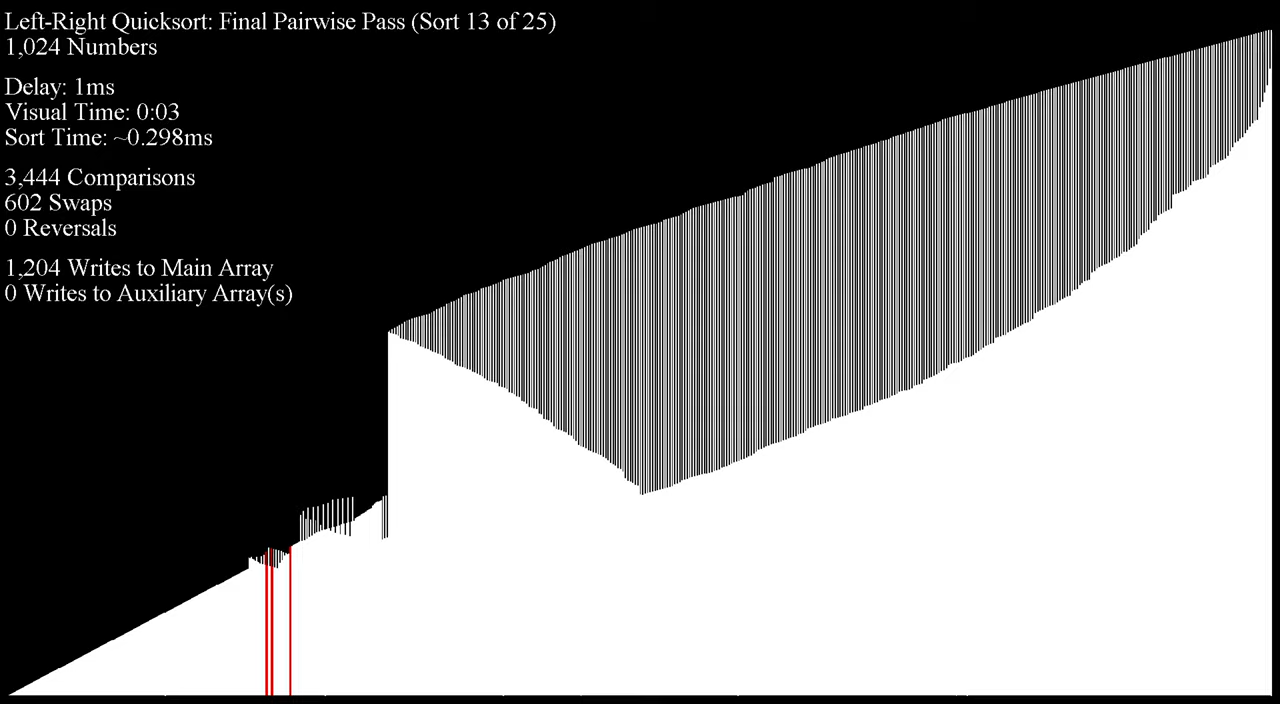 Left-Right Quicksort: Final Pairwise Pass (Sort 13 of 25)
1,024 Numbers
Delay: 1ms
Visual Time: 0:03
Sort Time: ~0.298ms
3,444 Comparisons
602 Swaps
0 Reversals
1,204 Writes to Main Array
0 Writes to Auxiliary Array(s)